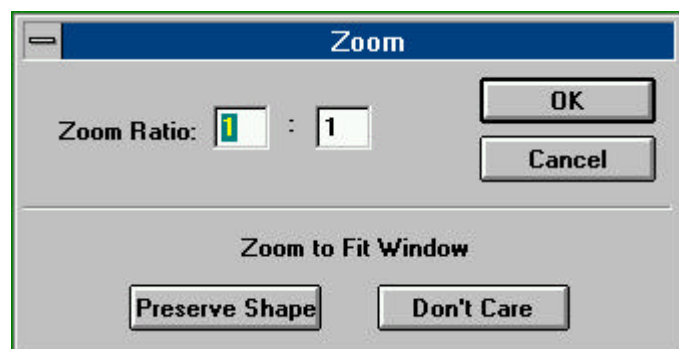 Zoom
Zoom Ratio: 1 : 1
OK
Cancel
Zoom to Fit Window
Preserve Shape Don't Care